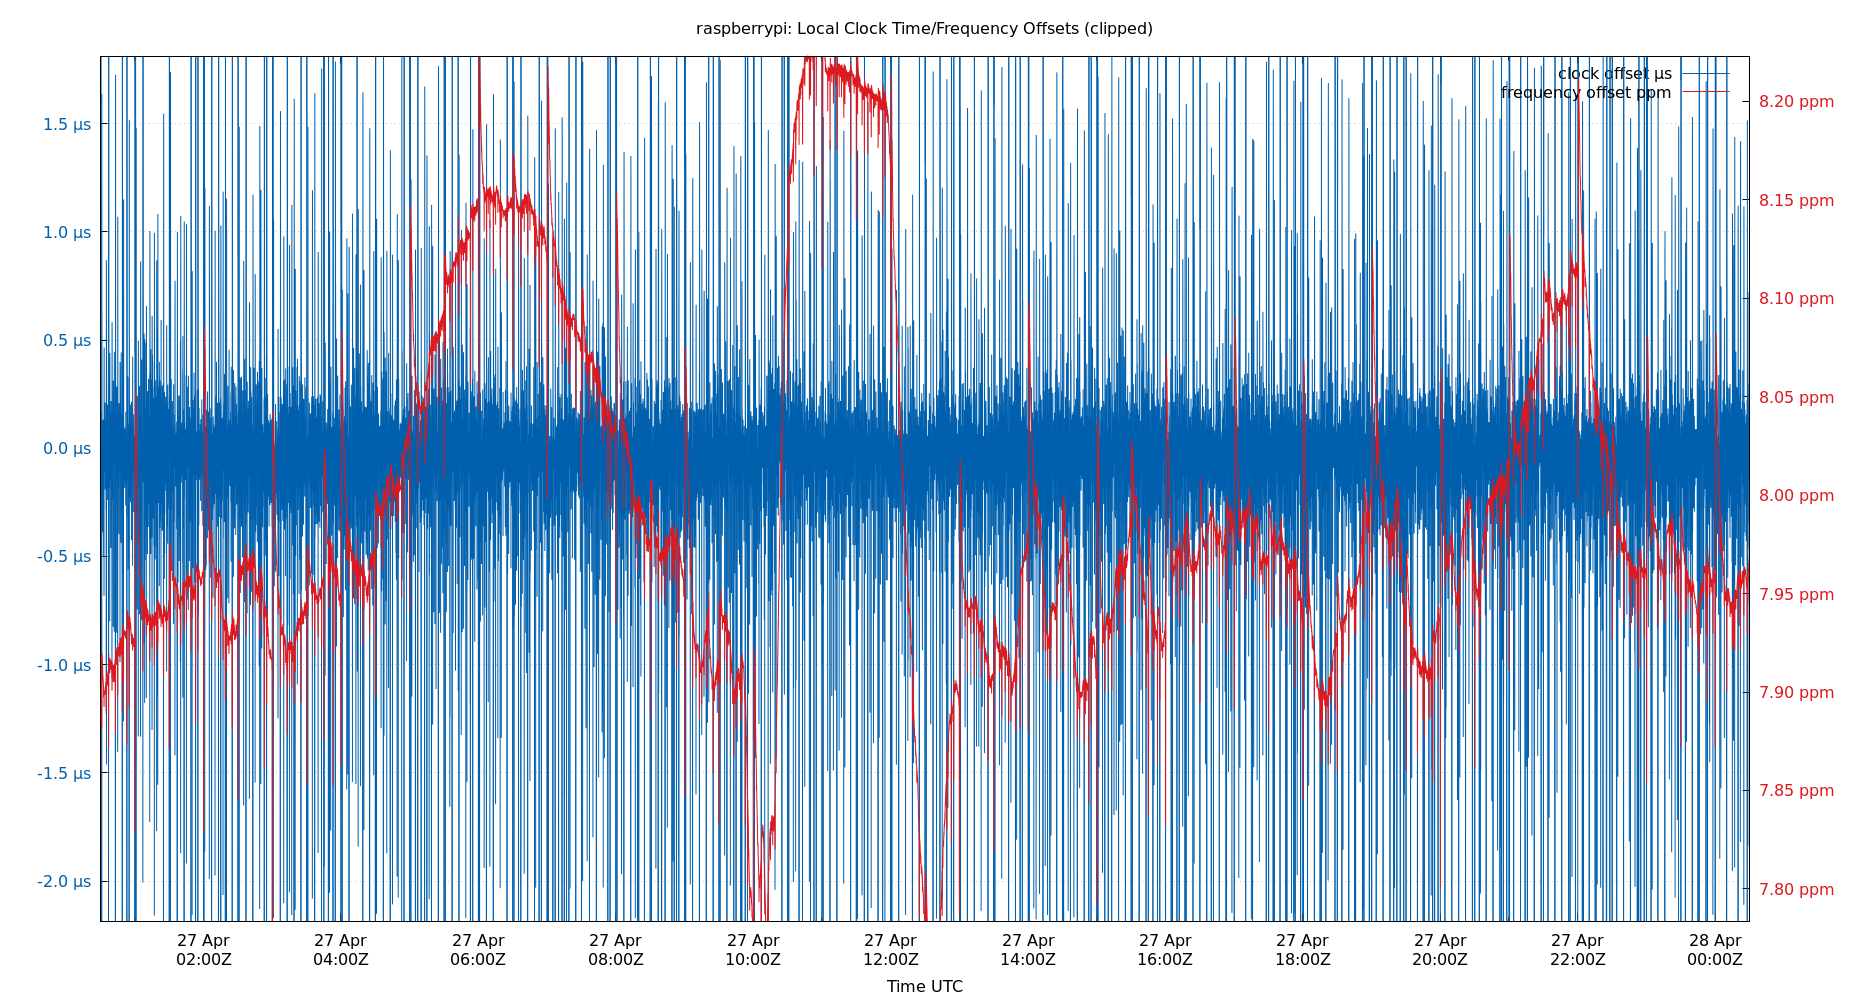 raspberrypi: Local Clock Time/Frequency Offsets (clipped)
clock offset µs
frequency offset ppm
1.5 µs
1.0 µs
0.5 µs
0.0 µs
-0.5 µs
-1.0 µs
-1.5 µs
-2.0 µs
8.20 ppm
8.15 ppm
8.10 ppm
8.05 ppm
8.00 ppm
7.95 ppm
7.90 ppm
7.85 ppm
7.80 ppm
27 Apr
02:00Z
27 Apr
04:00Z
27 Apr
06:00Z
27 Apr
08:00Z
27 Apr
10:00Z
27 Apr
12:00Z
27 Apr
14:00Z
27 Apr
16:00Z
27 Apr
18:00Z
27 Apr
20:00Z
27 Apr
22:00Z
28 Apr
00:00Z
Time UTC